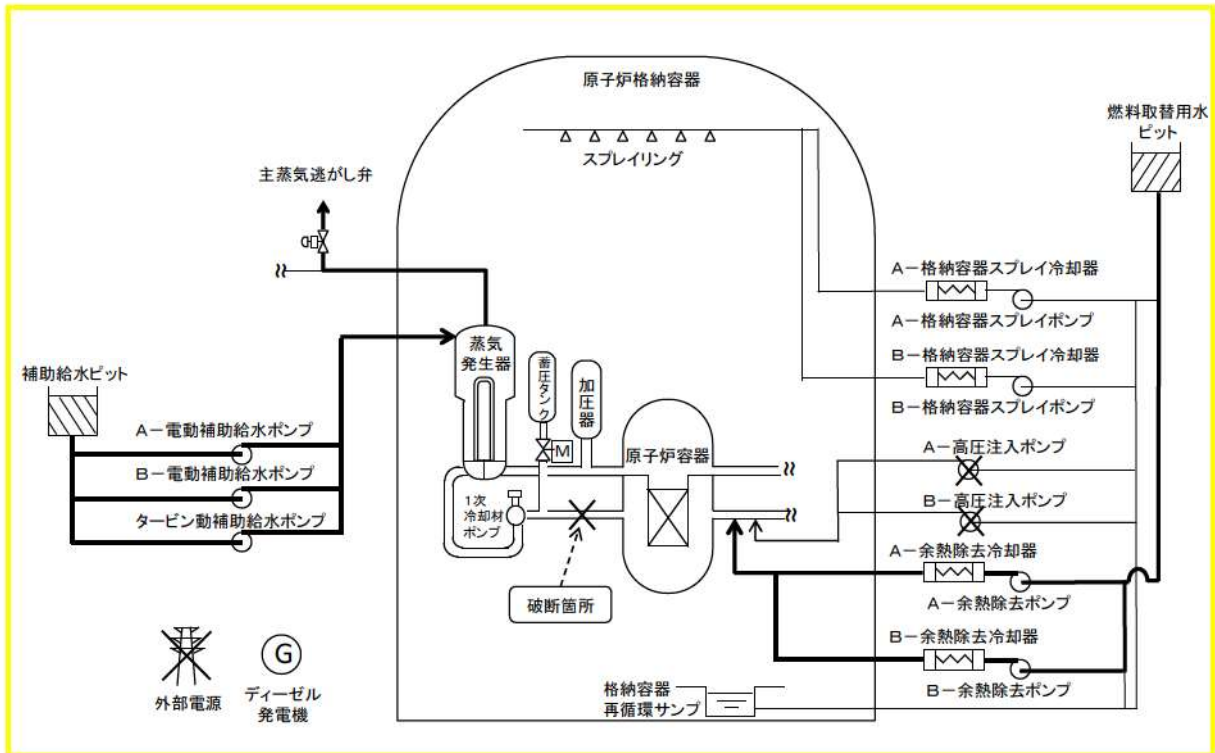 原子炉格納容器
スプレイリング
燃料取替用水
ピット
主蒸気逃がし弁
A-格納容器スプレイ冷却器
A-格納容器スプレイポンプ
B-格納容器スプレイ冷却器
B-格納容器スプレイポンプ
蒸気
発生器
蓄圧タンク
加圧器
M
補助給水ピット
A-電動補助給水ポンプ
B-電動補助給水ポンプ
タービン動補助給水ポンプ
原子炉容器
1次
冷却材
ポンプ
A-高圧注入ポンプ
B-高圧注入ポンプ
A-余熱除去冷却器
A-余熱除去ポンプ
B-余熱除去冷却器
B-余熱除去ポンプ
破断箇所
外部電源
G
ディーゼル
発電機
格納容器
再循環サンプ